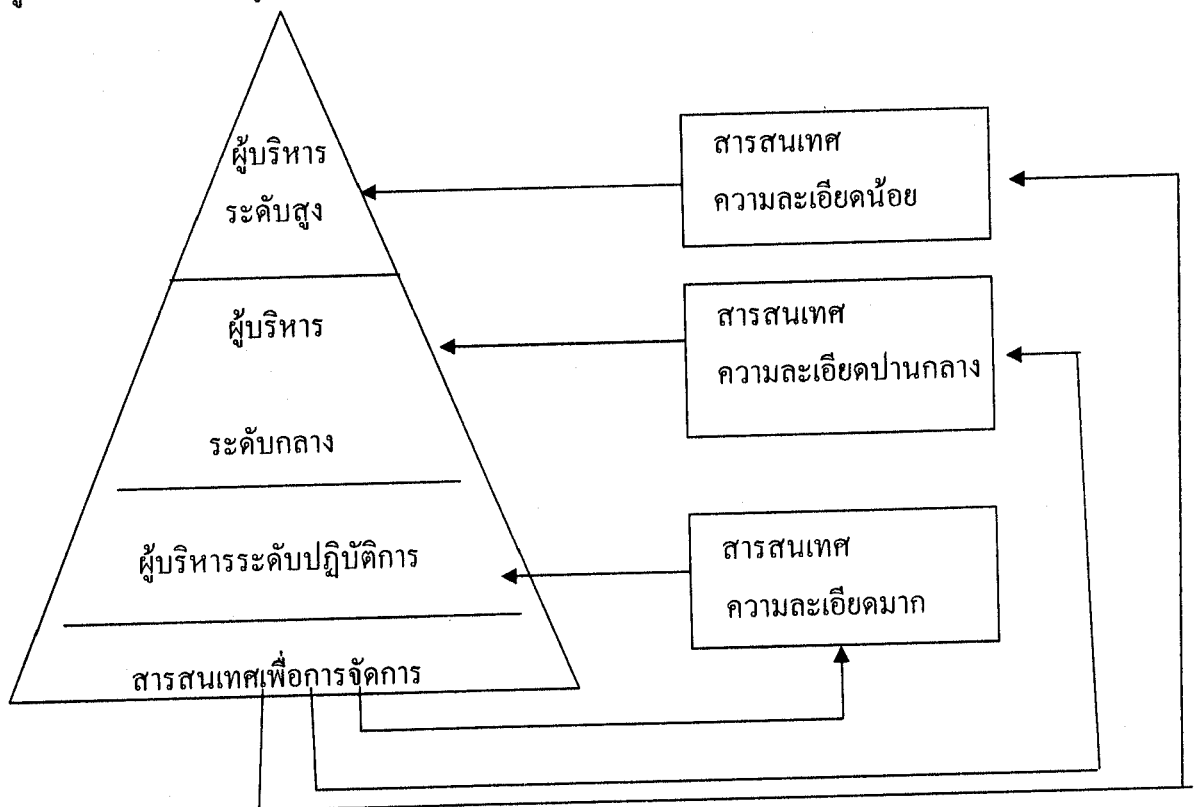 ผู้บริหาร
ระดับสูง
สารสนเทศ
ความละเอียดน้อย
ผู้บริหาร
ระดับกลาง
สารสนเทศ
ความละเอียดปานกลาง
ผู้บริหารระดับปฏิบัติการ
สารสนเทศ
ความละเอียดมาก
สารสนเทศเพื่อการจัดการ